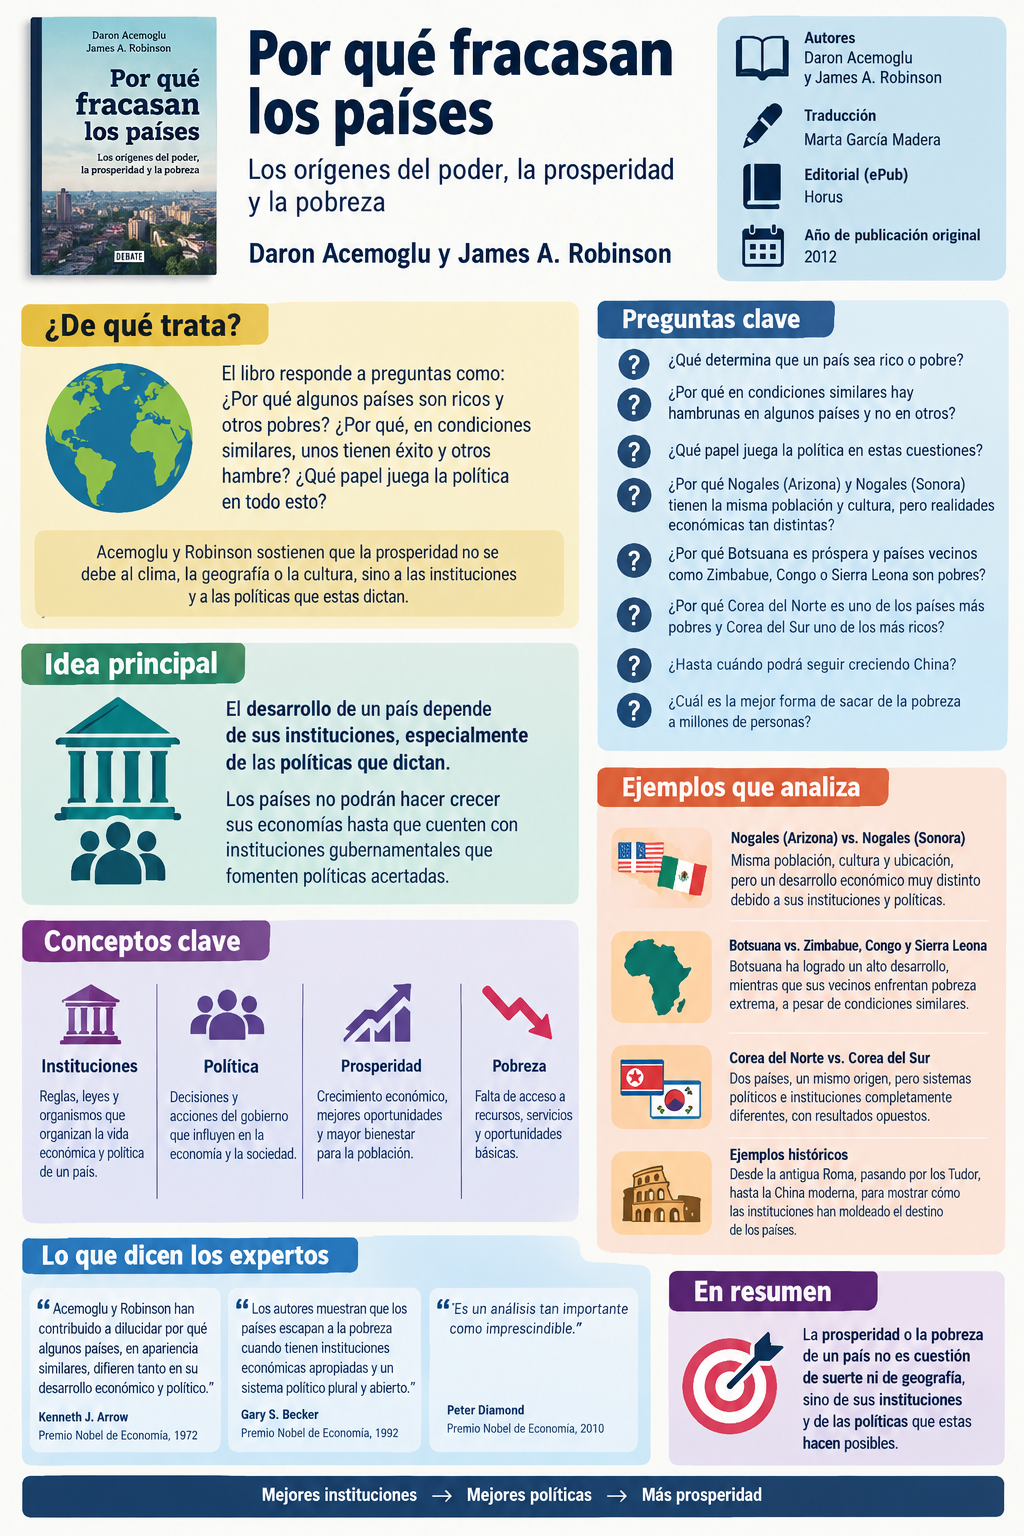 Daron Acemoglu
James A. Robinson
Por qué
fracasan
los países
Los orígenes del poder,
la prosperidad y la pobreza
DEBATE
Por qué fracasan
los países
Los orígenes del poder, la prosperidad
y la pobreza
Daron Acemoglu y James A. Robinson
Autores
Daron Acemoglu
y James A. Robinson
Traducción
Marta García Madera
Editorial (ePub)
Horus
Año de publicación original
2012
¿De qué trata?
El libro responde a preguntas como:
¿Por qué algunos países son ricos y
otros pobres? ¿Por qué, en condiciones
similares, unos tienen éxito y otros
hambre? ¿Qué papel juega la política
en todo esto?
Acemoglu y Robinson sostienen que la prosperidad no se
debe al clima, la geografía o la cultura, sino a las instituciones
y a las políticas que estas dictan.
Idea principal
El desarrollo de un país depende
de sus instituciones, especialmente
de las políticas que dictan.
Los países no podrán hacer crecer
sus economías hasta que cuenten con
instituciones gubernamentales que
fomenten políticas acertadas.
Conceptos clave
Instituciones
Reglas, leyes y
organismos que
organizan la vida
económica y política
de un país.
Política
Decisiones y
acciones del gobierno
que influyen en la
economía y la sociedad.
Prosperidad
Crecimiento económico,
mejores oportunidades
y mayor bienestar
para la población.
Pobreza
Falta de acceso a
recursos, servicios
y oportunidades
básicas.
Preguntas clave
? ¿Qué determina que un país sea rico o pobre?
? ¿Por qué en condiciones similares hay
hambrunas en algunos países y no en otros?
? ¿Qué papel juega la política en estas cuestiones?
? ¿Por qué Nogales (Arizona) y Nogales (Sonora)
tienen la misma población y cultura, pero realidades
económicas tan distintas?
? ¿Por qué Botsuana es próspera y países vecinos
como Zimbabue, Congo o Sierra Leona son pobres?
? ¿Por qué Corea del Norte es uno de los países más
pobres y Corea del Sur uno de los más ricos?
? ¿Hasta cuándo podrá seguir creciendo China?
? ¿Cuál es la mejor forma de sacar de la pobreza
a millones de personas?
Ejemplos que analiza
Nogales (Arizona) vs. Nogales (Sonora)
Misma población, cultura y ubicación,
pero un desarrollo económico muy distinto
debido a sus instituciones y políticas.
Botsuana vs. Zimbabue, Congo y Sierra Leona
Botsuana ha logrado un alto desarrollo,
mientras que sus vecinos enfrentan pobreza
extrema, a pesar de condiciones similares.
Corea del Norte vs. Corea del Sur
Dos países, un mismo origen, pero sistemas
políticos e instituciones completamente
diferentes, con resultados opuestos.
Ejemplos históricos
Desde la antigua Roma, pasando por los Tudor,
hasta la China moderna, para mostrar cómo
las instituciones han moldeado el destino
de los países.
Lo que dicen los expertos
“Acemoglu y Robinson han
contribuido a dilucidar por qué
algunos países, en apariencia
similares, difieren tanto en su
desarrollo económico y político.”
Kenneth J. Arrow
Premio Nobel de Economía, 1972
“Los autores muestran que los
países escapan a la pobreza
cuando tienen instituciones
económicas apropiadas y un
sistema político plural y abierto.”
Gary S. Becker
Premio Nobel de Economía, 1992
“‘Es un análisis tan importante
como imprescindible.”
Peter Diamond
Premio Nobel de Economía, 2010
En resumen
La prosperidad o la pobreza
de un país no es cuestión
de suerte ni de geografía,
sino de sus instituciones
y de las políticas que estas
hacen posibles.
Mejores instituciones → Mejores políticas → Más prosperidad